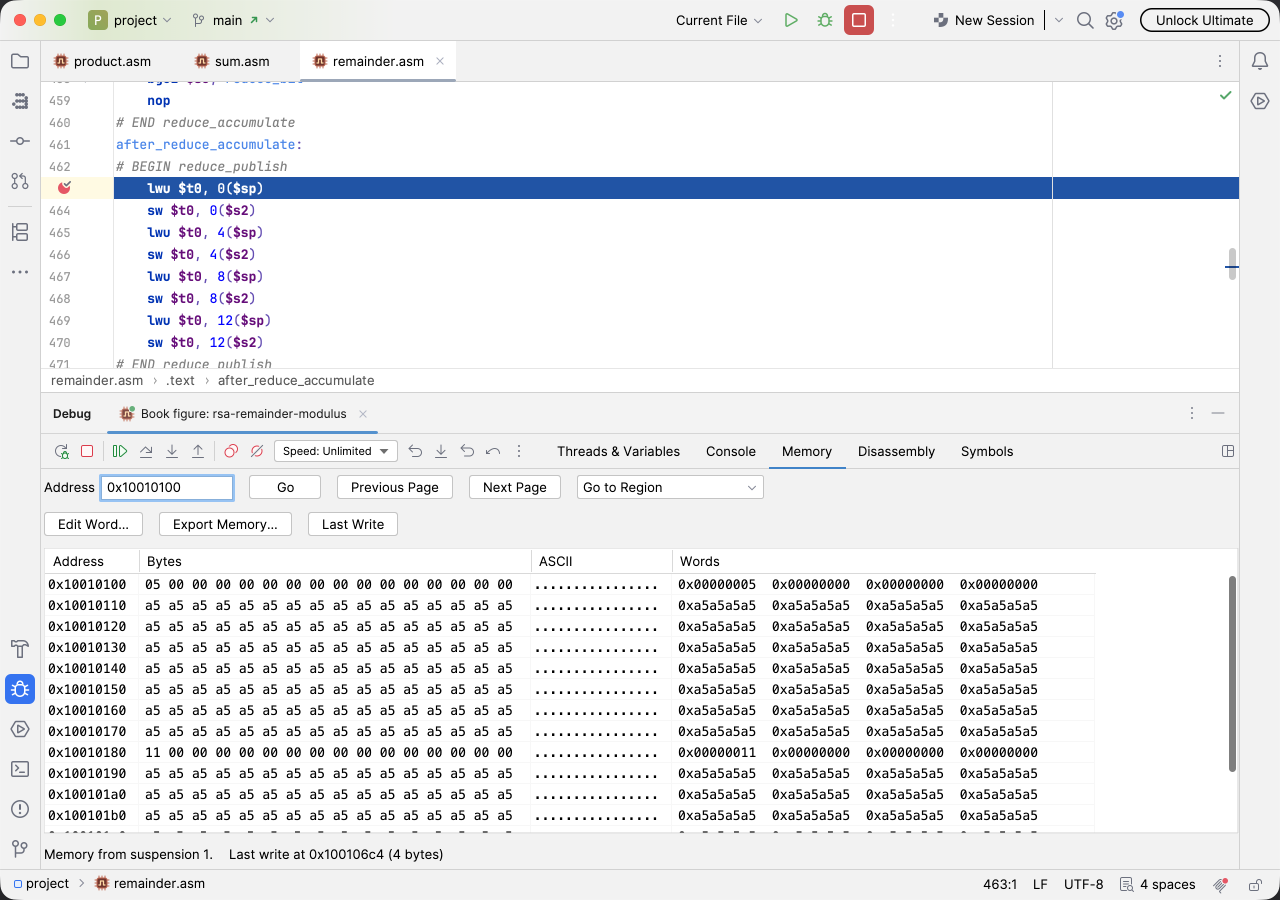 P project main Current File New Session Unlock Ultimate
product.asm sum.asm remainder.asm
459 nop
460 # END reduce_accumulate
461 after_reduce_accumulate:
462 # BEGIN reduce_publish
lwu $t0, 0($sp)
464 sw $t0, 0($s2)
465 lwu $t0, 4($sp)
466 sw $t0, 4($s2)
467 lwu $t0, 8($sp)
468 sw $t0, 8($s2)
469 lwu $t0, 12($sp)
470 sw $t0, 12($s2)
471 # END reduce_publish
remainder.asm › .text › after_reduce_accumulate
Debug Book figure: rsa-remainder-modulus
Speed: Unlimited Threads & Variables Console Memory Disassembly Symbols
Address 0x10010100 Go Previous Page Next Page Go to Region
Edit Word... Export Memory... Last Write
Address Bytes ASCII Words
0x10010100 05 00 00 00 00 00 00 00 00 00 00 00 00 00 00 00 ................ 0x00000005 0x00000000 0x00000000 0x00000000
0x10010110 a5 a5 a5 a5 a5 a5 a5 a5 a5 a5 a5 a5 a5 a5 a5 a5 ................ 0xa5a5a5a5 0xa5a5a5a5 0xa5a5a5a5 0xa5a5a5a5
0x10010120 a5 a5 a5 a5 a5 a5 a5 a5 a5 a5 a5 a5 a5 a5 a5 a5 ................ 0xa5a5a5a5 0xa5a5a5a5 0xa5a5a5a5 0xa5a5a5a5
0x10010130 a5 a5 a5 a5 a5 a5 a5 a5 a5 a5 a5 a5 a5 a5 a5 a5 ................ 0xa5a5a5a5 0xa5a5a5a5 0xa5a5a5a5 0xa5a5a5a5
0x10010140 a5 a5 a5 a5 a5 a5 a5 a5 a5 a5 a5 a5 a5 a5 a5 a5 ................ 0xa5a5a5a5 0xa5a5a5a5 0xa5a5a5a5 0xa5a5a5a5
0x10010150 a5 a5 a5 a5 a5 a5 a5 a5 a5 a5 a5 a5 a5 a5 a5 a5 ................ 0xa5a5a5a5 0xa5a5a5a5 0xa5a5a5a5 0xa5a5a5a5
0x10010160 a5 a5 a5 a5 a5 a5 a5 a5 a5 a5 a5 a5 a5 a5 a5 a5 ................ 0xa5a5a5a5 0xa5a5a5a5 0xa5a5a5a5 0xa5a5a5a5
0x10010170 a5 a5 a5 a5 a5 a5 a5 a5 a5 a5 a5 a5 a5 a5 a5 a5 ................ 0xa5a5a5a5 0xa5a5a5a5 0xa5a5a5a5 0xa5a5a5a5
0x10010180 11 00 00 00 00 00 00 00 00 00 00 00 00 00 00 00 ................ 0x00000011 0x00000000 0x00000000 0x00000000
0x10010190 a5 a5 a5 a5 a5 a5 a5 a5 a5 a5 a5 a5 a5 a5 a5 a5 ................ 0xa5a5a5a5 0xa5a5a5a5 0xa5a5a5a5 0xa5a5a5a5
0x100101a0 a5 a5 a5 a5 a5 a5 a5 a5 a5 a5 a5 a5 a5 a5 a5 a5 ................ 0xa5a5a5a5 0xa5a5a5a5 0xa5a5a5a5 0xa5a5a5a5
0x100101b0 a5 a5 a5 a5 a5 a5 a5 a5 a5 a5 a5 a5 a5 a5 a5 a5 ................ 0xa5a5a5a5 0xa5a5a5a5 0xa5a5a5a5 0xa5a5a5a5
Memory from suspension 1. Last write at 0x100106c4 (4 bytes)
project › remainder.asm 463:1 LF UTF-8 4 spaces